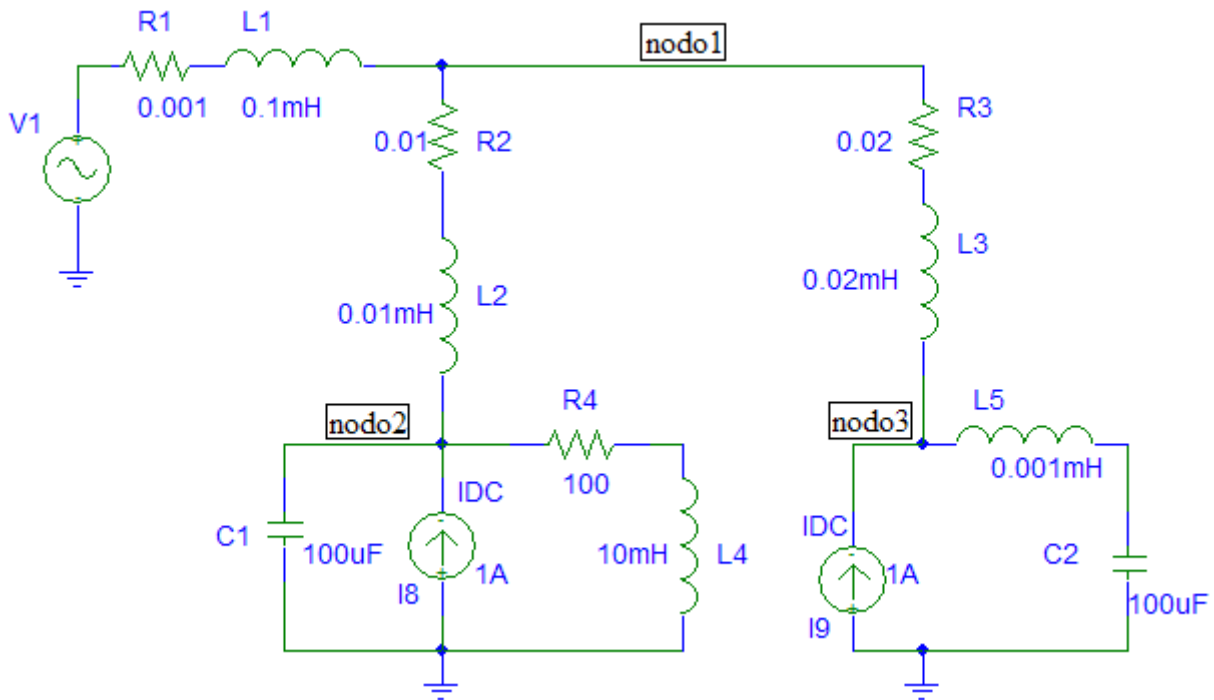 R1
L1
nodo1
0.001
0.1mH
V1
0.01
R2
R3
0.02
L2
0.01mH
L3
0.02mH
nodo2
R4
100
nodo3
L5
0.001mH
IDC
C1
100uF
1A
I8
10mH
L4
IDC
1A
I9
C2
100uF